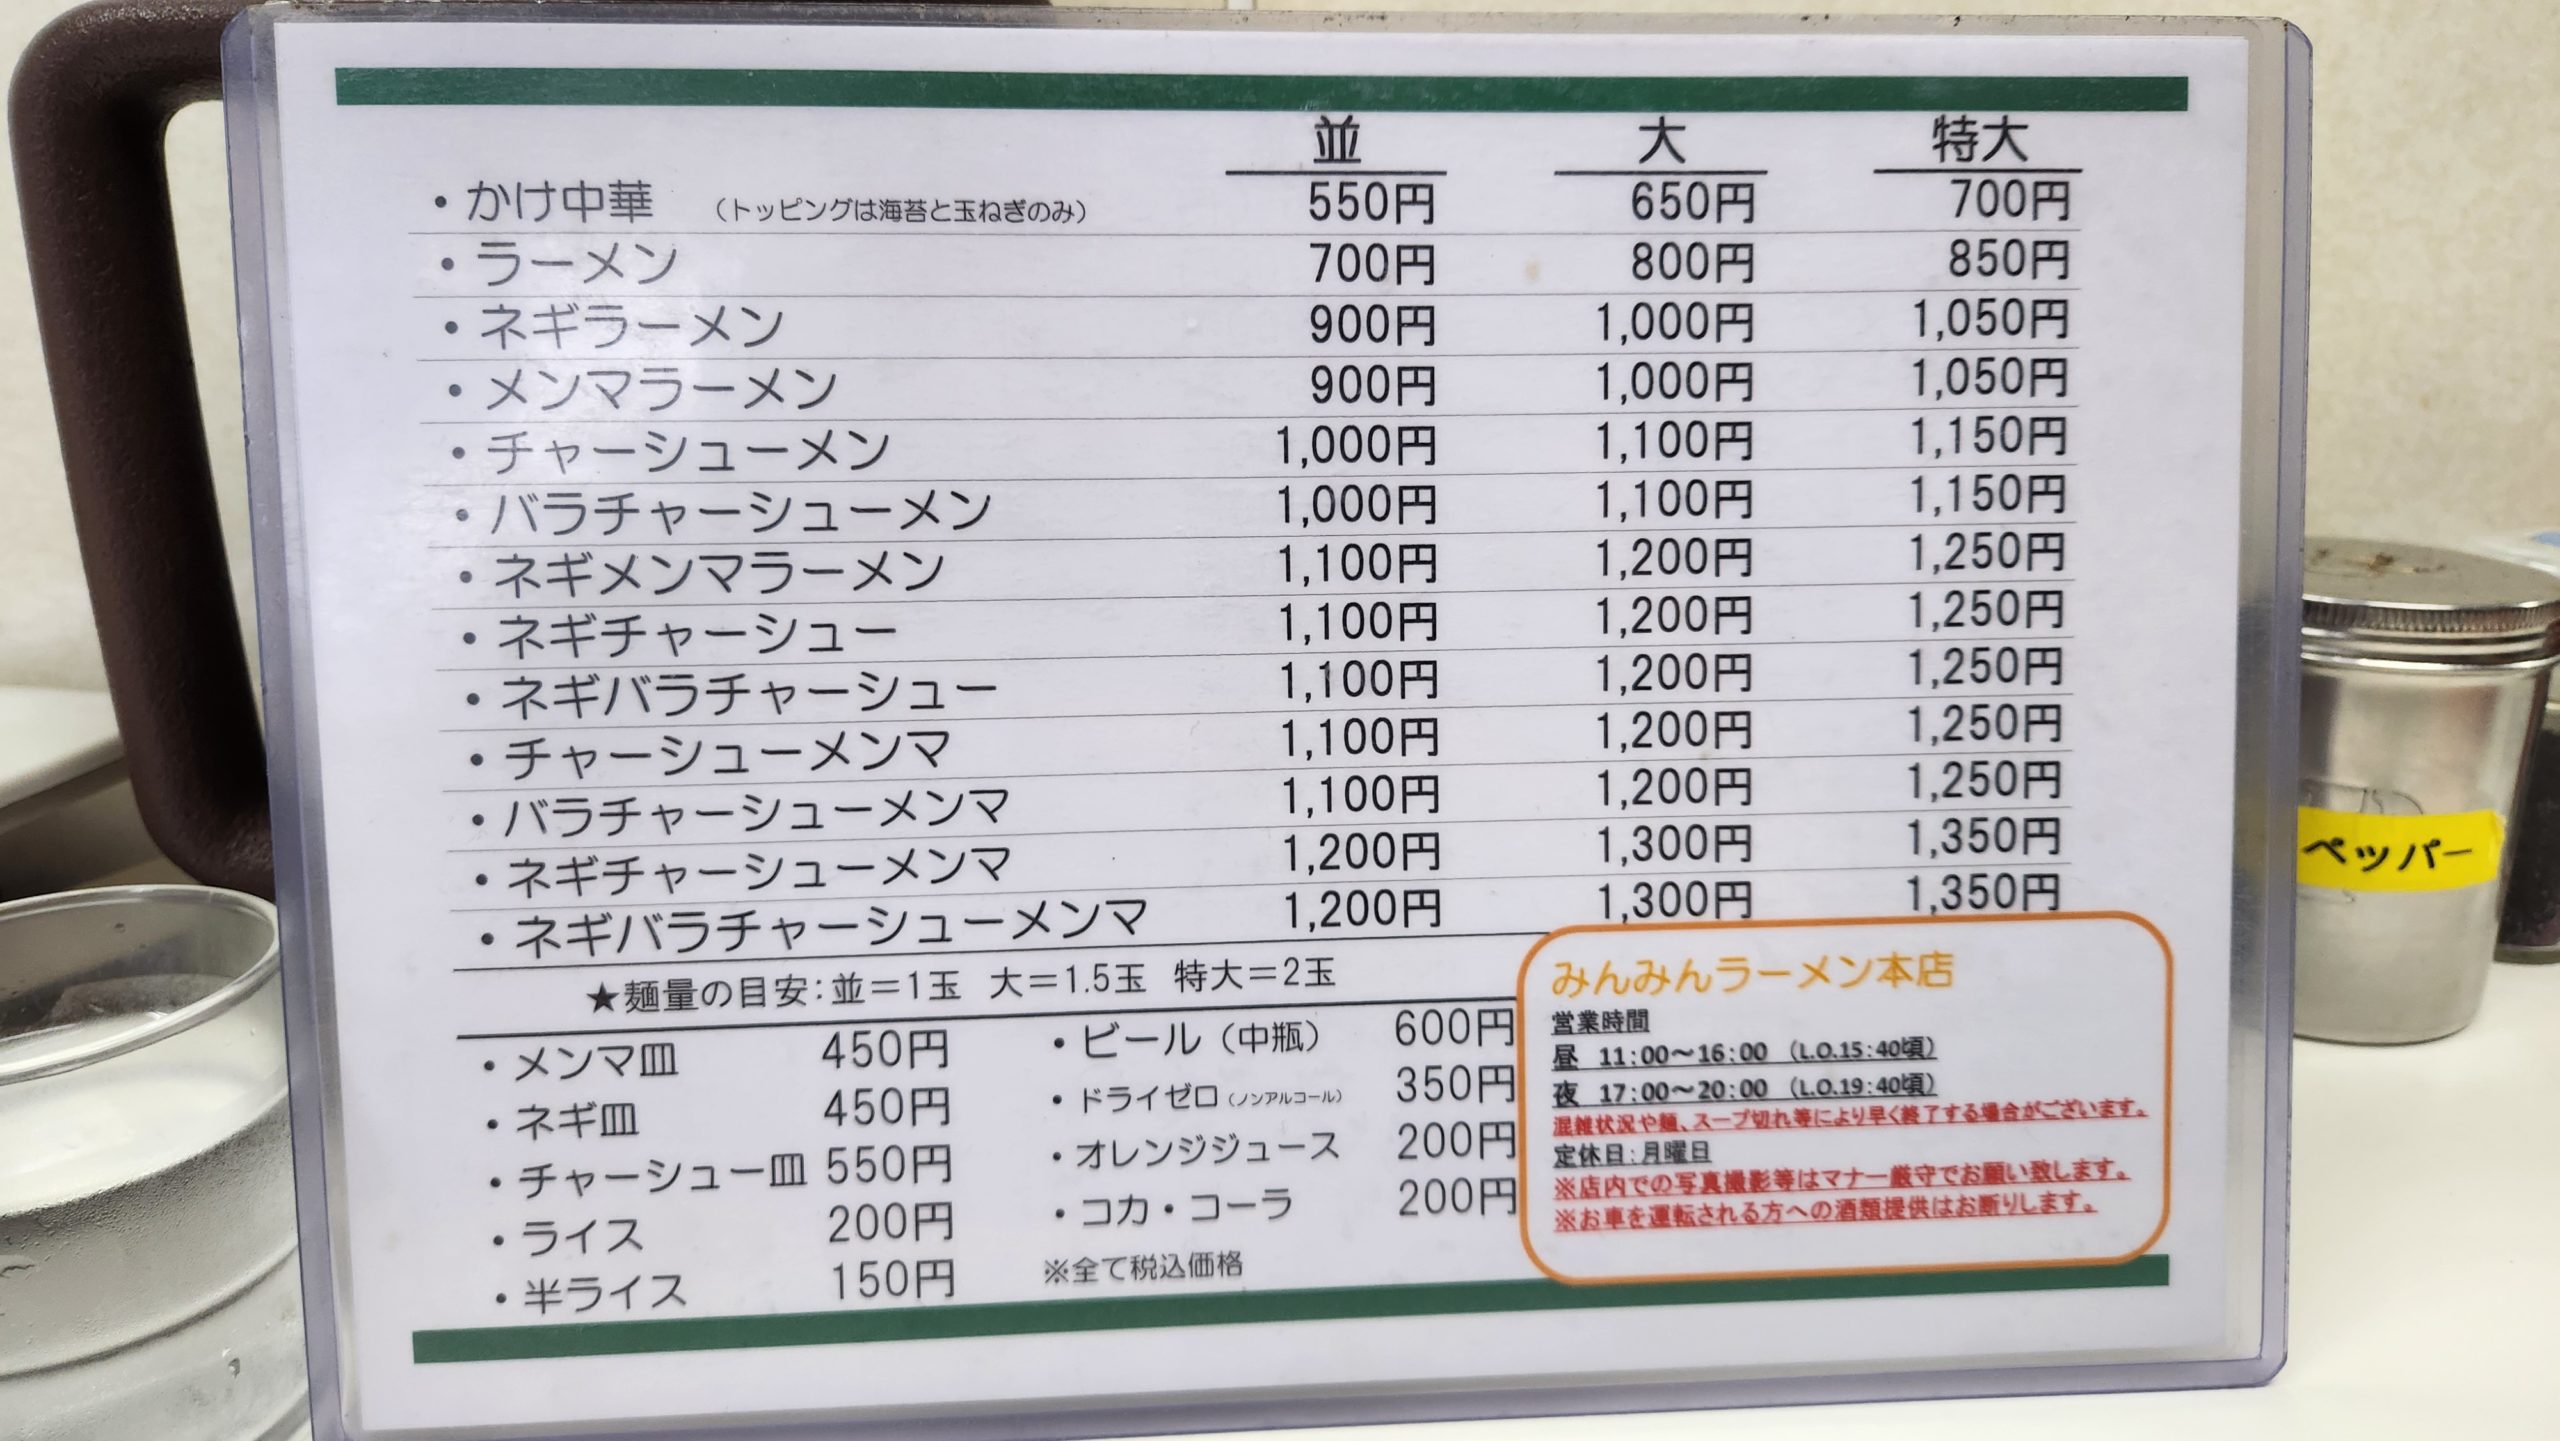 並 大 特大
・かけ中華 (トッピングは海苔と玉ねぎのみ) 550円 650円 700円
・ラーメン 700円 800円 850円
・ネギラーメン 900円 1,000円 1,050円
・メンマラーメン 900円 1,000円 1,050円
・チャーシューメン 1,000円 1,100円 1,150円
・バラチャーシューメン 1,000円 1,100円 1,150円
・ネギメンマラーメン 1,100円 1,200円 1,250円
・ネギチャーシュー 1,100円 1,200円 1,250円
・ネギバラチャーシュー 1,100円 1,200円 1,250円
・チャーシューメンマ 1,100円 1,200円 1,250円
・バラチャーシューメンマ 1,100円 1,200円 1,250円
・ネギチャーシューメンマ 1,200円 1,300円 1,350円
・ネギバラチャーシューメンマ 1,200円 1,300円 1,350円
★麺量の目安:並=1玉 大=1.5玉 特大=2玉
・メンマ皿 450円
・ネギ皿 450円
・チャーシュー皿 550円
・ライス 200円
・半ライス 150円
・ビール(中瓶) 600円
・ドライゼロ(ノンアルコール) 350円
・オレンジジュース 200円
・コカ・コーラ 200円
※全て税込価格
みんみんラーメン本店
営業時間
昼 11:00～16:00 (L.O.15:40頃)
夜 17:00～20:00 (L.O.19:40頃)
混雑状況や麺、スープ切れ等により早く終了する場合がございます。
定休日:月曜日
※店内での写真撮影等はマナー厳守でお願い致します。
※お車を運転される方への酒類提供はお断りします。
ペッパー